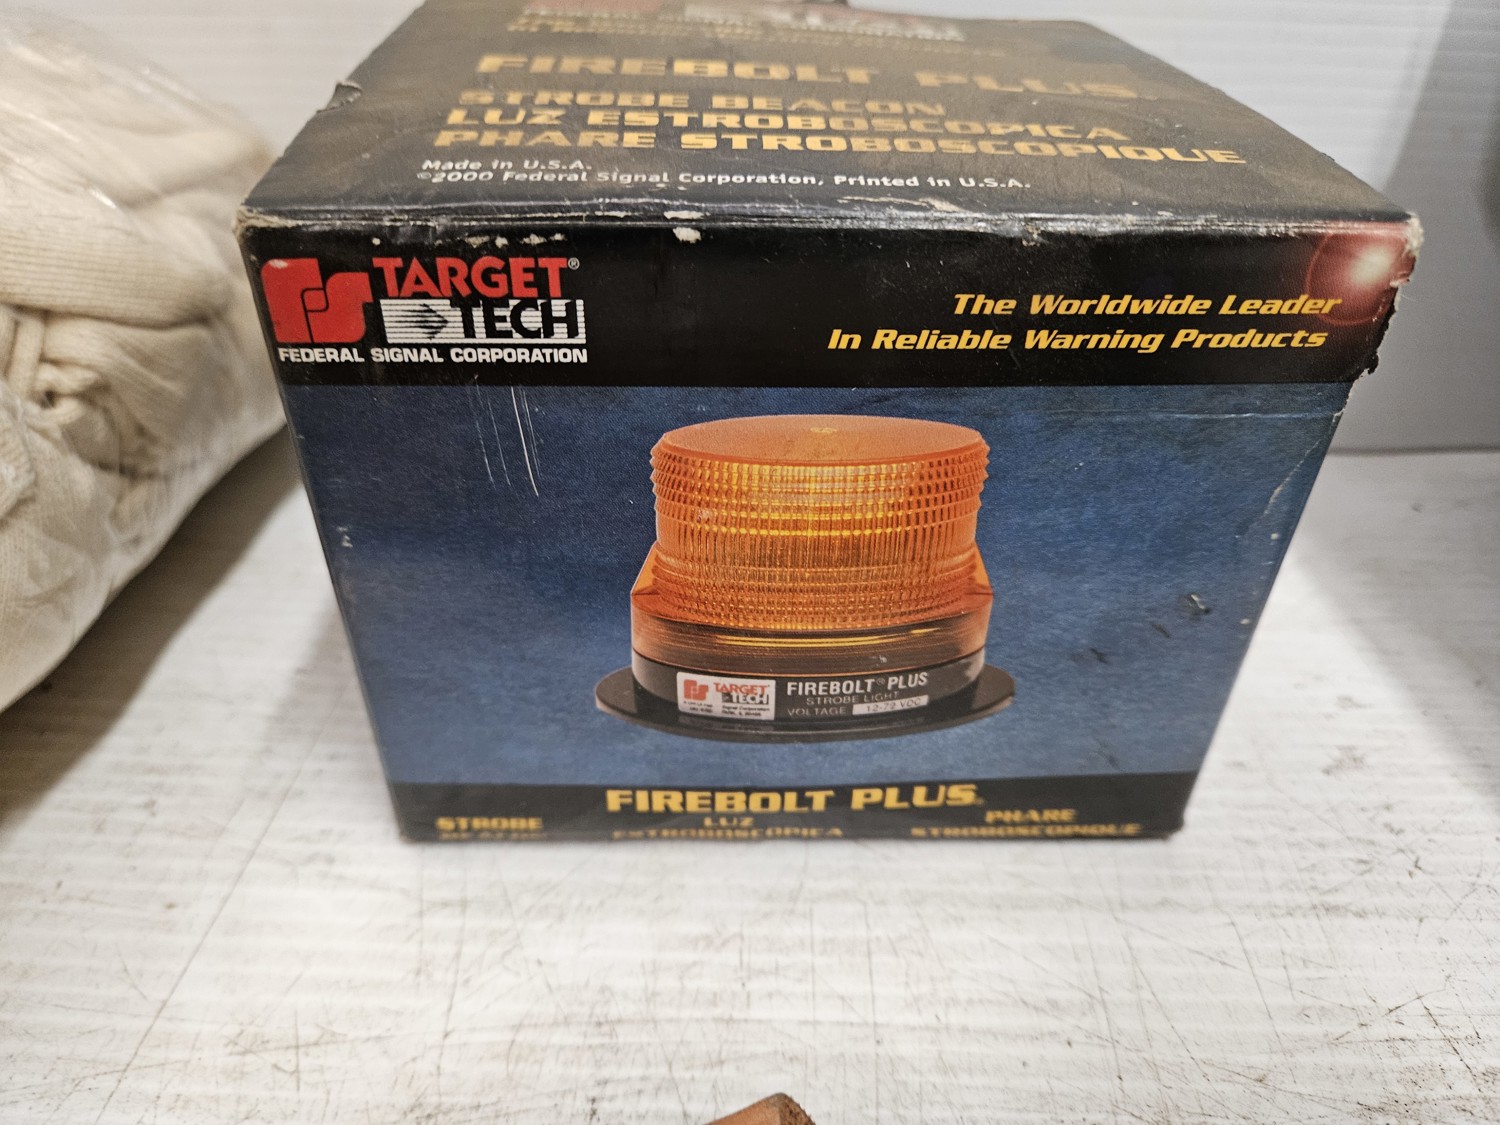 FIREBOLT PLUS
STROBE BEACON
LUZ ESTROBOSCOPICA
PHARE STROBOSCOPIQUE
Made in U.S.A.
©2000 Federal Signal Corporation, Printed in U.S.A.
FS TARGET®
TECH
FEDERAL SIGNAL CORPORATION
The Worldwide Leader
In Reliable Warning Products
TARGET
TECH
FIREBOLT® PLUS
STROBE LIGHT
VOLTAGE 12-72 VDC
FIREBOLT PLUS
STROBE
LUZ
ESTROBOSCOPICA
PHARE
STROBOSCOPIQUE